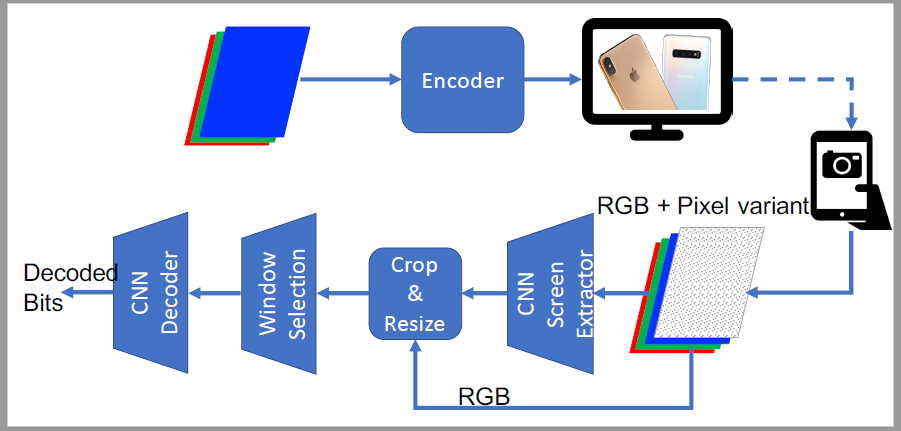 Encoder
RGB + Pixel variant
Decoded
Bits
CNN
Decoder
Window
Selection
Crop
&
Resize
CNN
Screen
Extractor
RGB